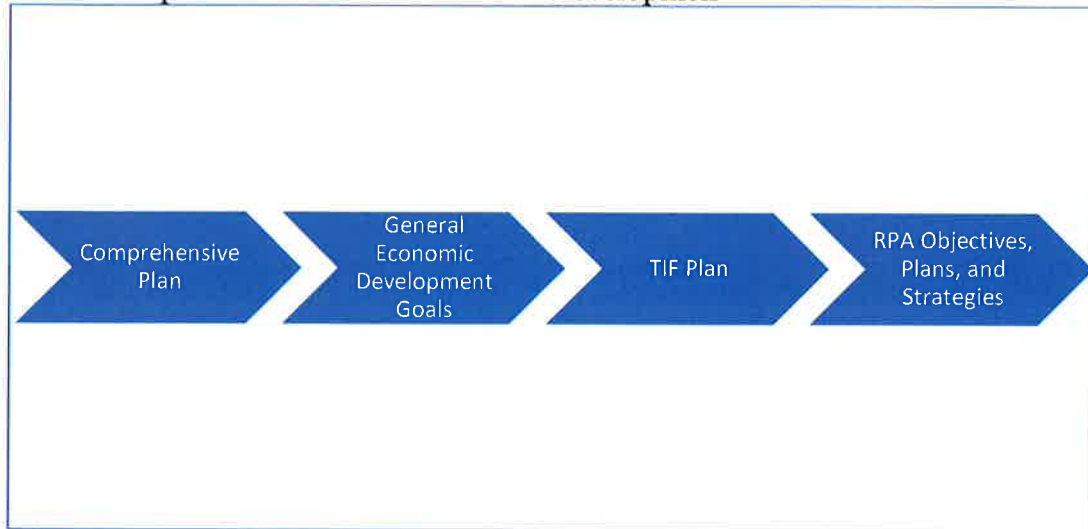 Comprehensive
Plan
General
Economic
Development
Goals
TIF Plan
RPA Objectives,
Plans, and
Strategies